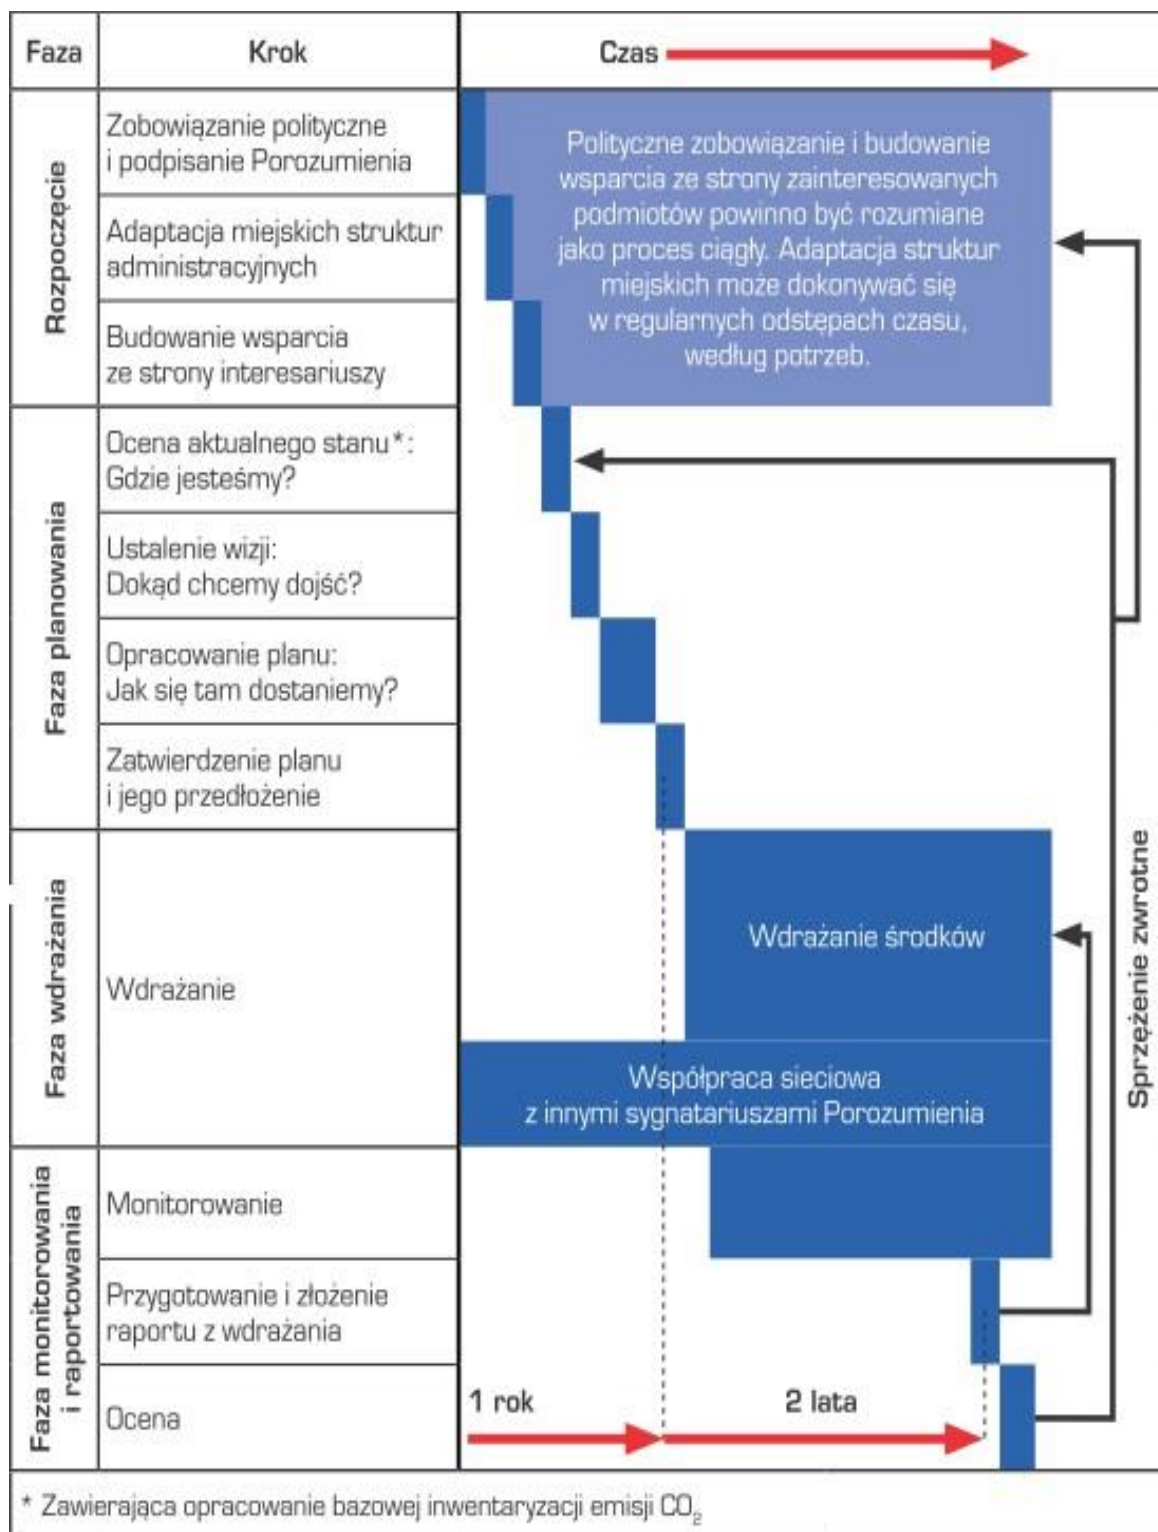 Faza
Krok
Czas
Rozpoczęcie
Zobowiązanie polityczne
i podpisanie Porozumienia
Adaptacja miejskich struktur
administracyjnych
Budowanie wsparcia
ze strony interesariuszy
Polityczne zobowiązanie i budowanie
wsparcia ze strony zainteresowanych
podmiotów powinno być rozumiane
jako proces ciągły. Adaptacja struktur
miejskich może dokonywać się
w regularnych odstępach czasu,
według potrzeb.
Faza planowania
Ocena aktualnego stanu*:
Gdzie jesteśmy?
Ustalenie wizji:
Dokąd chcemy dojść?
Opracowanie planu:
Jak się tam dostaniemy?
Zatwierdzenie planu
i jego przedłożenie
Faza wdrażania
Wdrażanie
Wdrażanie środków
Współpraca sieciowa
z innymi sygnatariuszami Porozumienia
Sprzężenie zwrotne
Faza monitorowania
i raportowania
Monitorowanie
Przygotowanie i złożenie
raportu z wdrażania
Ocena
1 rok
2 lata
* Zawierająca opracowanie bazowej inwentaryzacji emisji CO₂